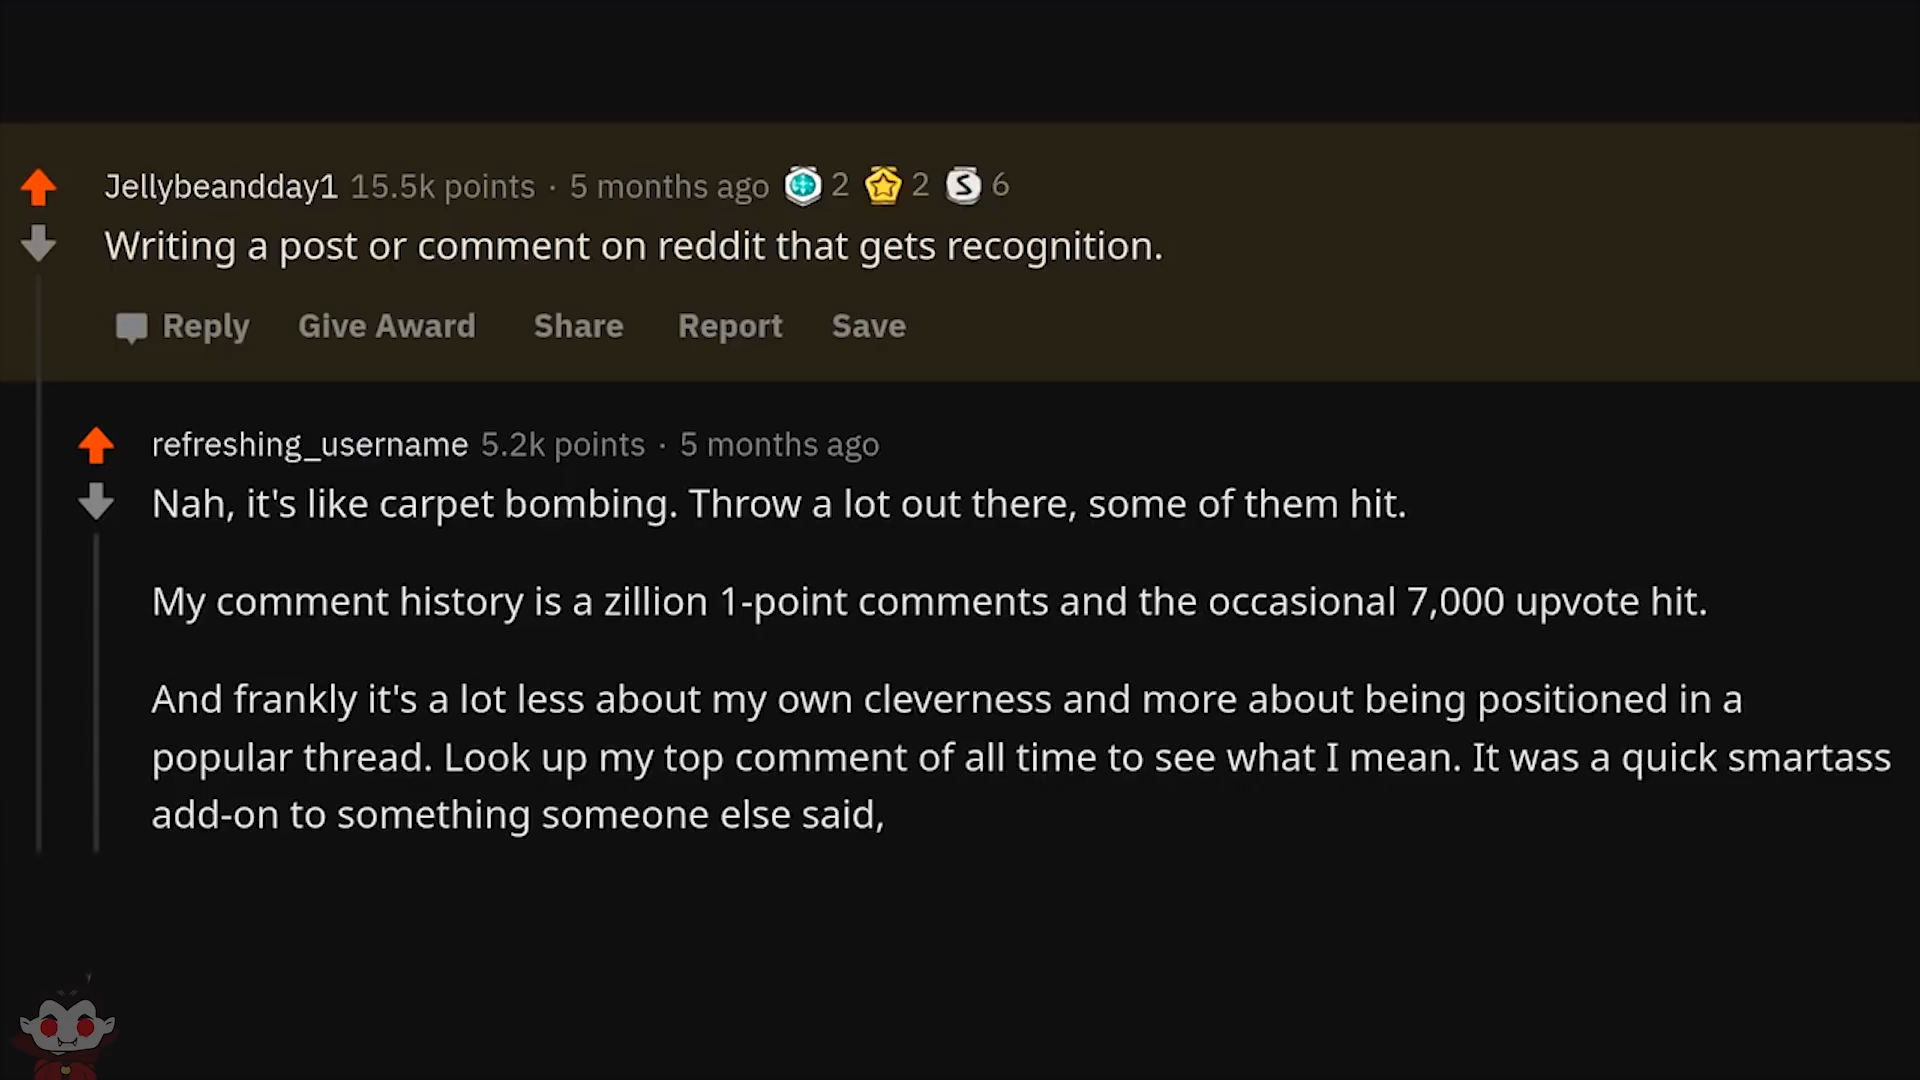 Jellybeandday1 15.5k points · 5 months ago 2 2 S 6
Writing a post or comment on reddit that gets recognition.
Reply Give Award Share Report Save
refreshing_username 5.2k points · 5 months ago
Nah, it's like carpet bombing. Throw a lot out there, some of them hit.
My comment history is a zillion 1-point comments and the occasional 7,000 upvote hit.
And frankly it's a lot less about my own cleverness and more about being positioned in a
popular thread. Look up my top comment of all time to see what I mean. It was a quick smartass
add-on to something someone else said,